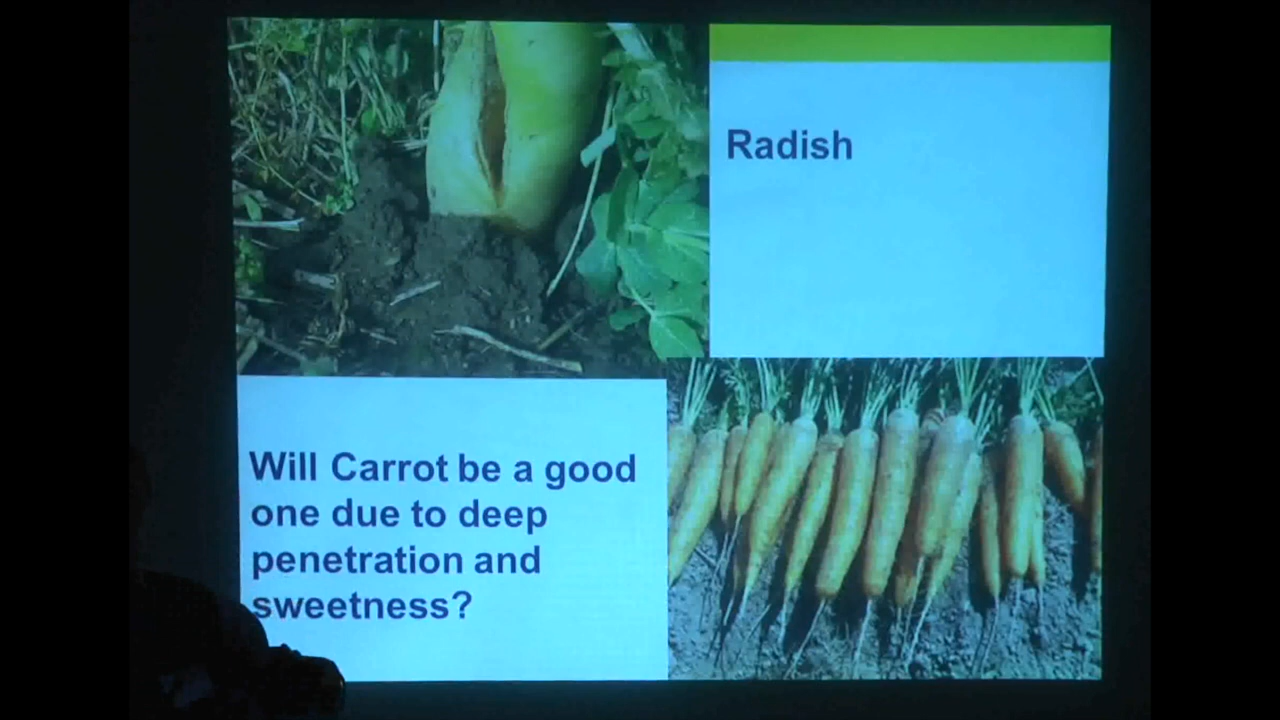 Radish
Will Carrot be a good
one due to deep
penetration and
sweetness?